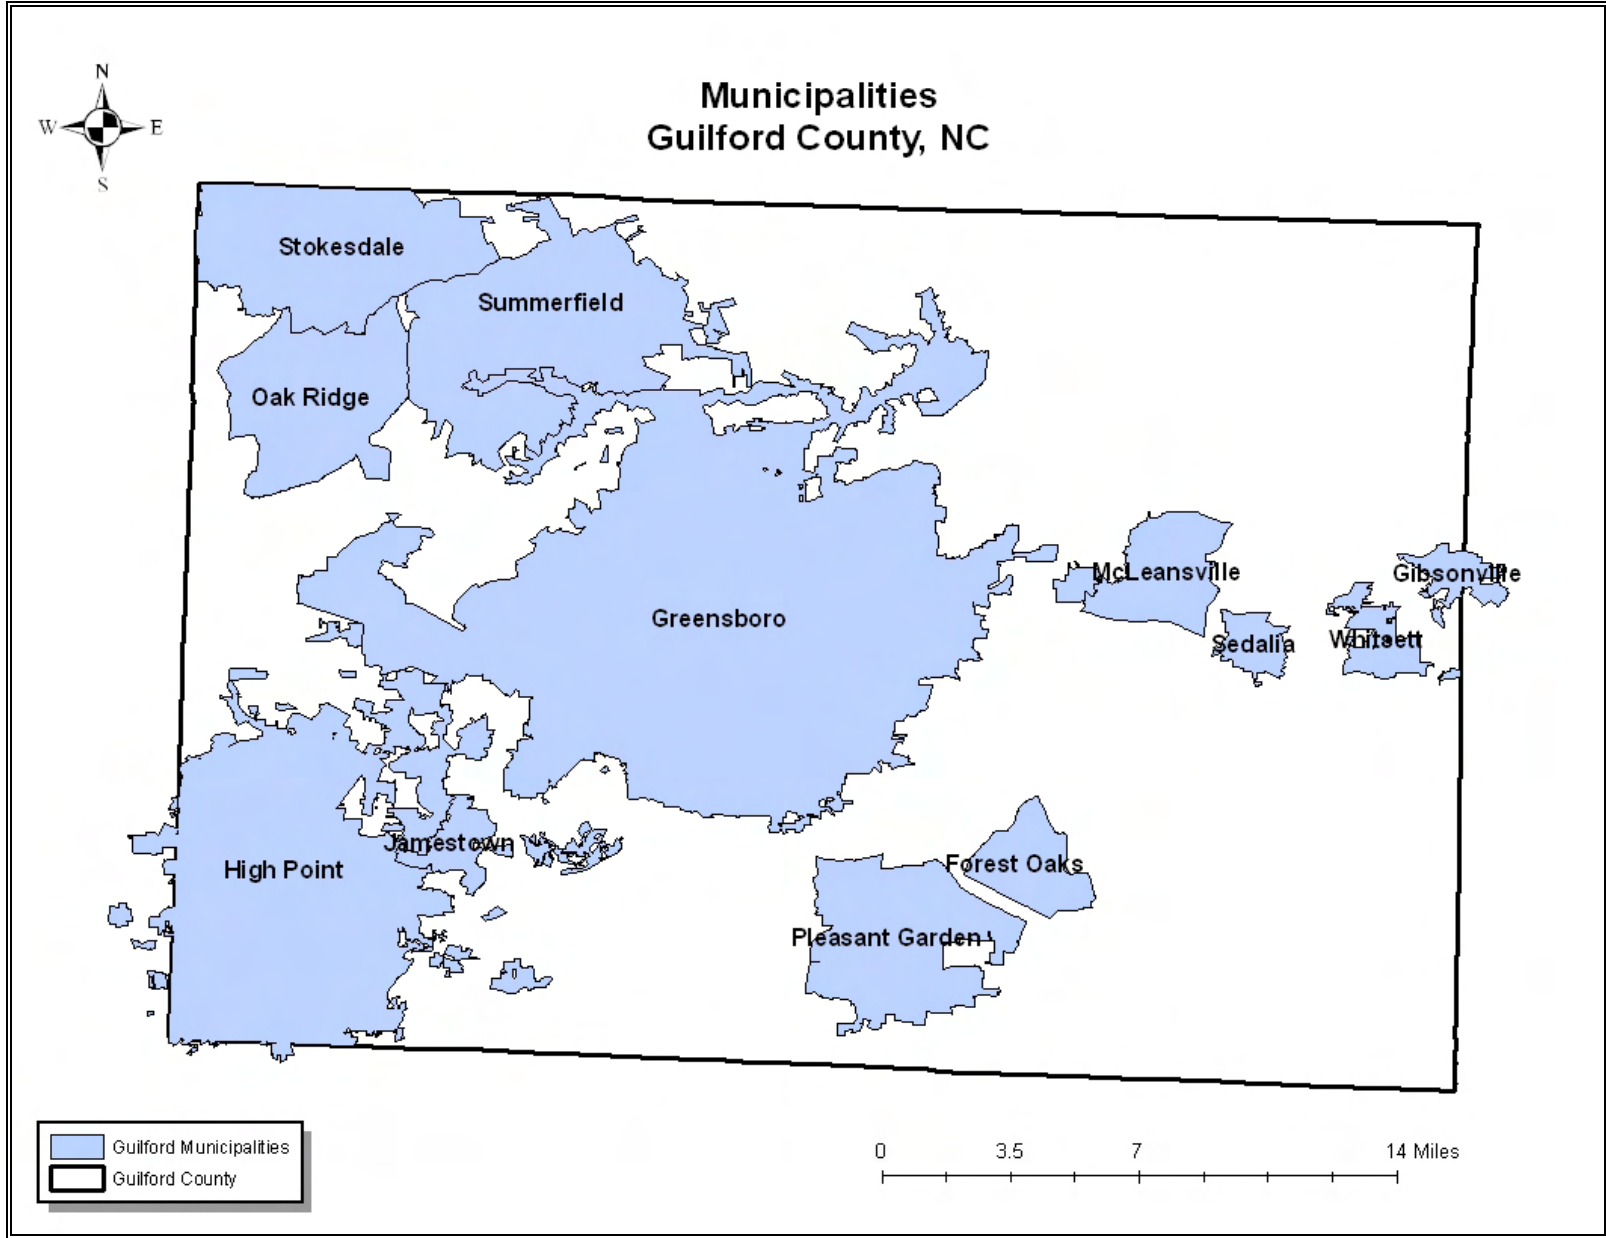 N
W E
S
Municipalities
Guilford County, NC
Stokesdale
Summerfield
Oak Ridge
McLeansville
Gibsonville
Greensboro
Sedalia
Whitsett
Jamestown
High Point
Forest Oaks
Pleasant Garden
Guilford Municipalities
Guilford County
0 3.5 7 14 Miles